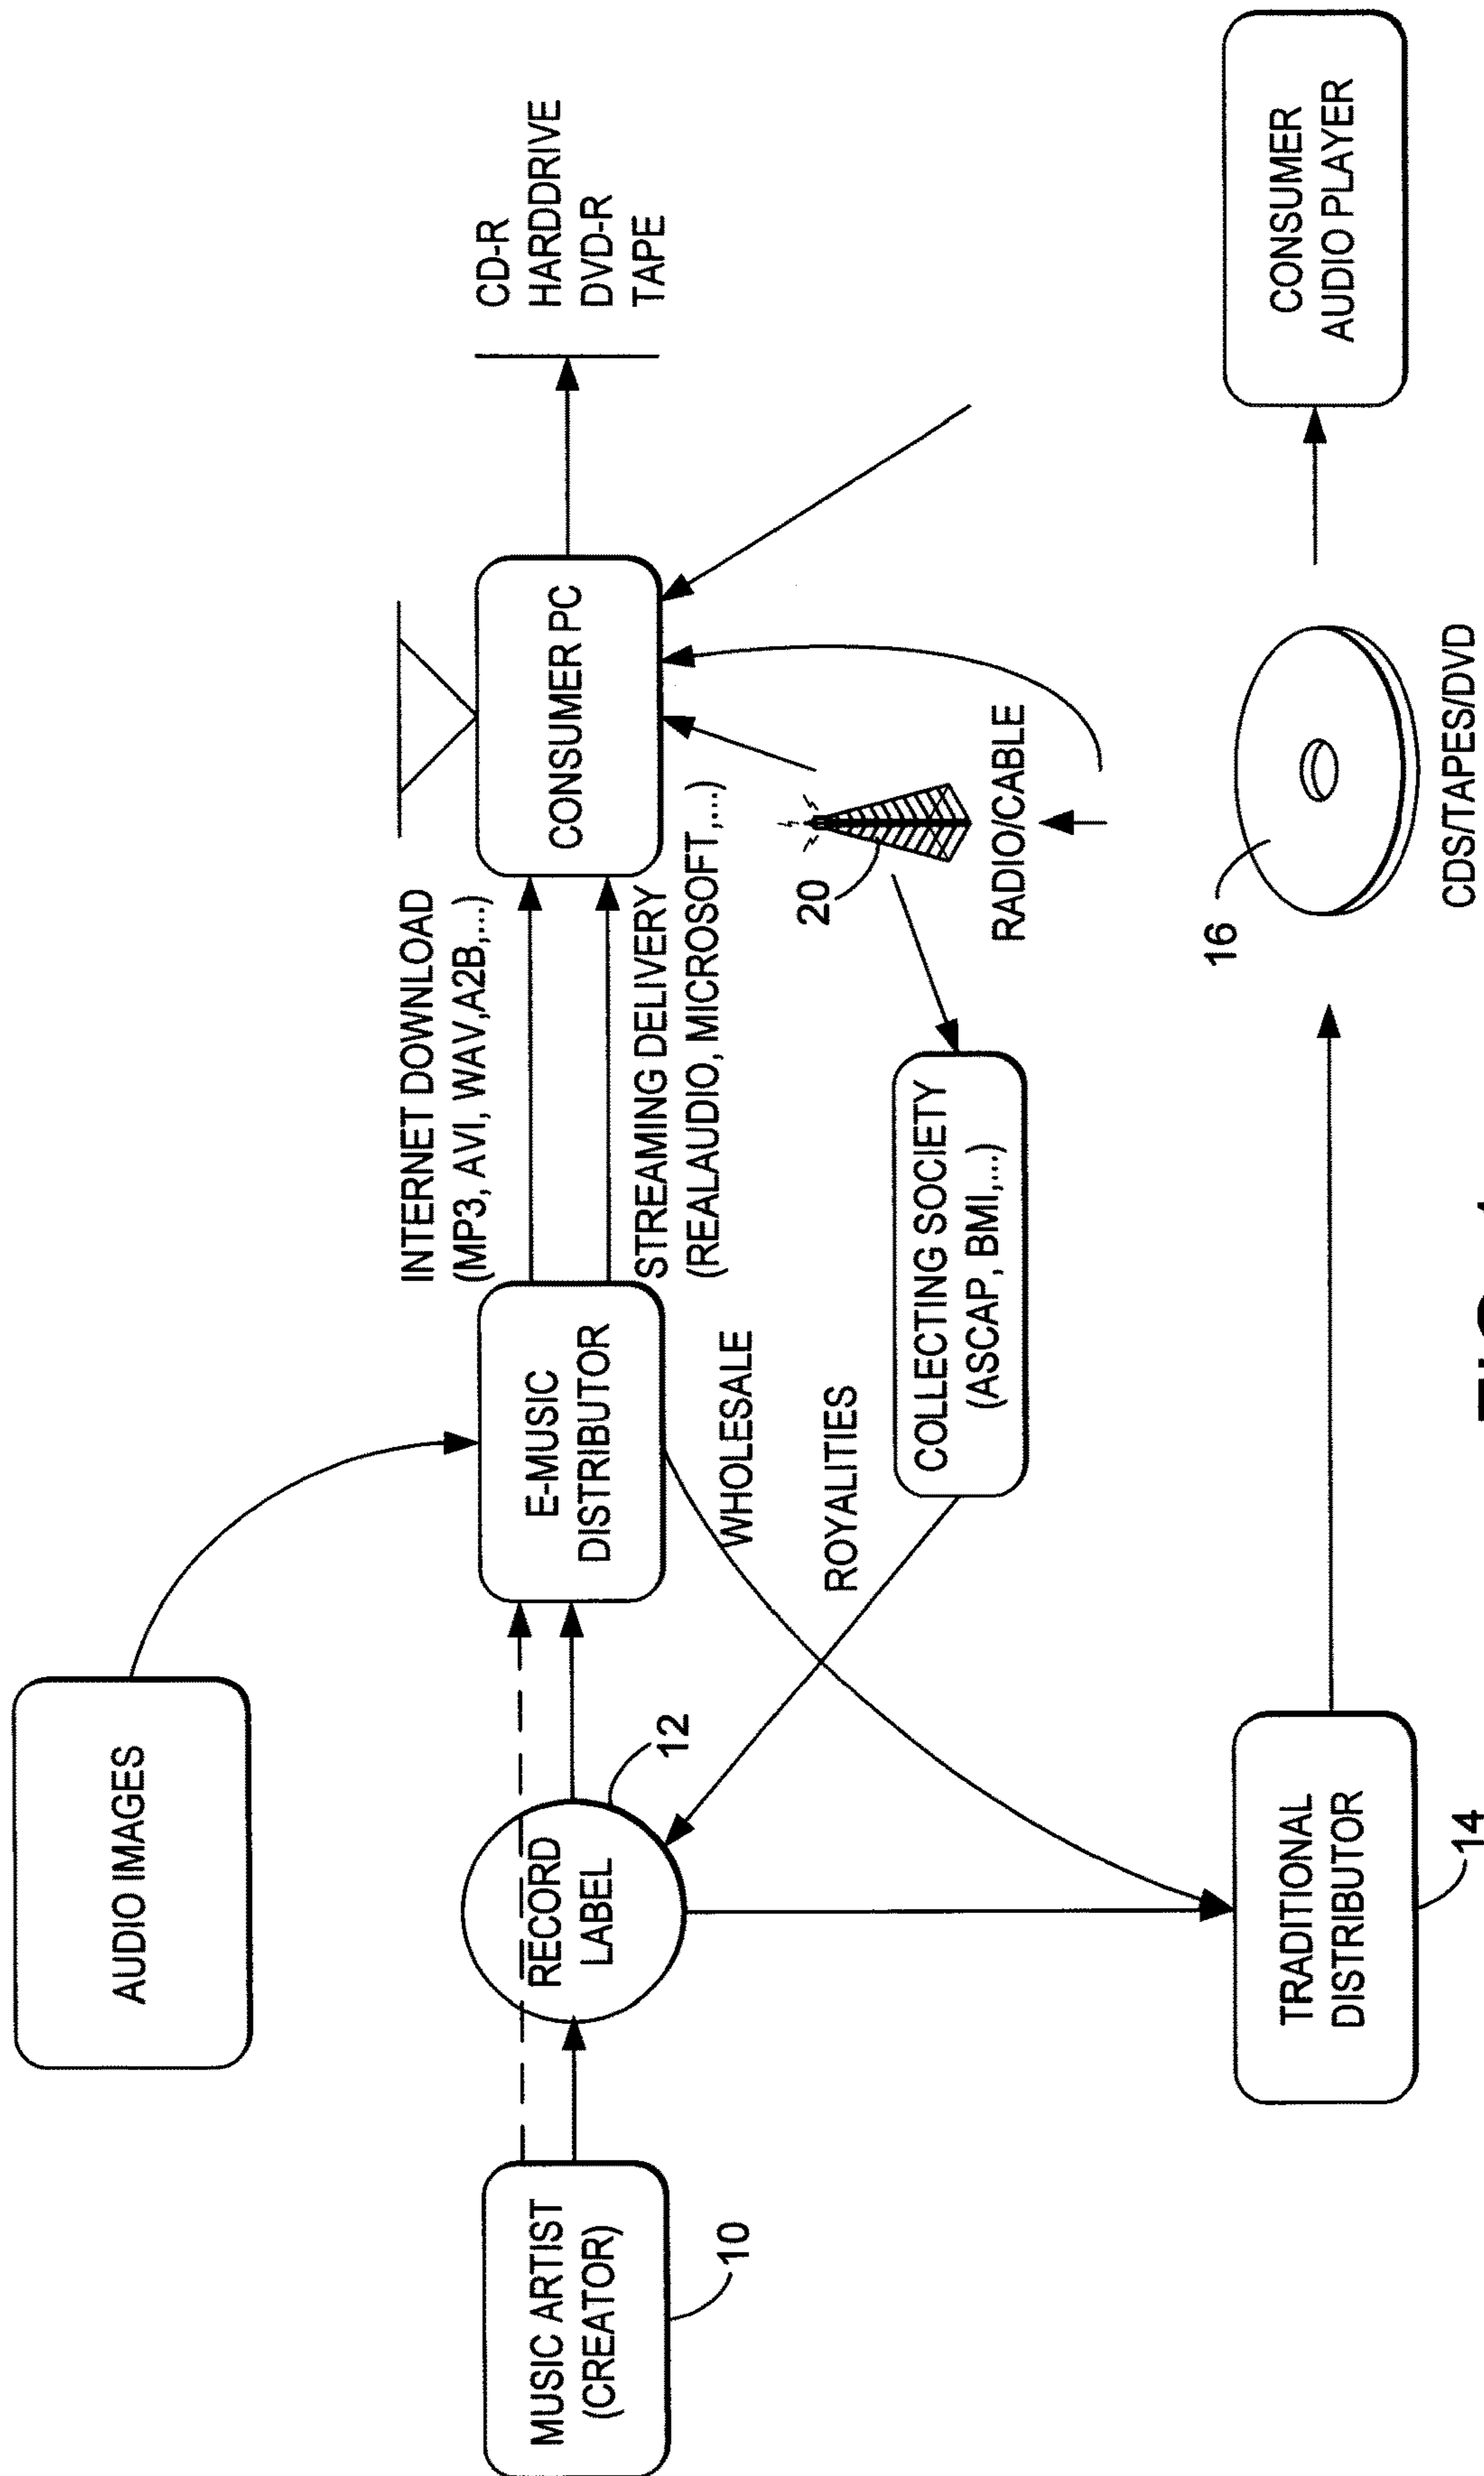 AUDIO IMAGES
MUSIC ARTIST
(CREATOR)
10
RECORD
LABEL
12
E-MUSIC
DISTRIBUTOR
INTERNET DOWNLOAD
(MP3, AVI, WAV,A2B,...)
STREAMING DELIVERY
(REALAUDIO, MICROSOFT,...)
CONSUMER PC
CD-R
HARDDRIVE
DVD-R
TAPE
WHOLESALE
ROYALITIES
COLLECTING SOCIETY
(ASCAP, BMI,...)
20
RADIO/CABLE
TRADITIONAL
DISTRIBUTOR
14
16
CDS/TAPES/DVD
CONSUMER
AUDIO PLAYER